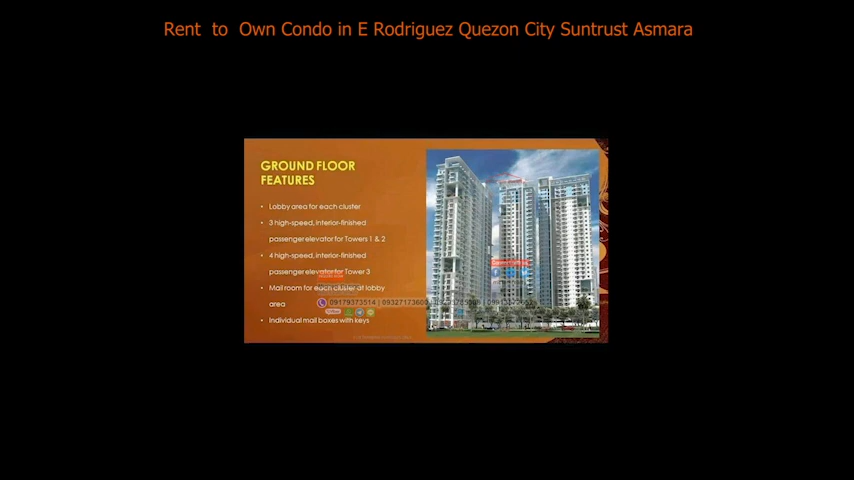 Rent to Own Condo in E Rodriguez Quezon City Suntrust Asmara
GROUND FLOOR
FEATURES
• Lobby area for each cluster
• 3 high-speed, interior-finished
passenger elevator for Towers 1 & 2
• 4 high-speed, interior-finished
passenger elevator for Tower 3
• Mail room for each cluster at lobby
area
09179373514 | 09327173680
• Individual mail boxes with keys